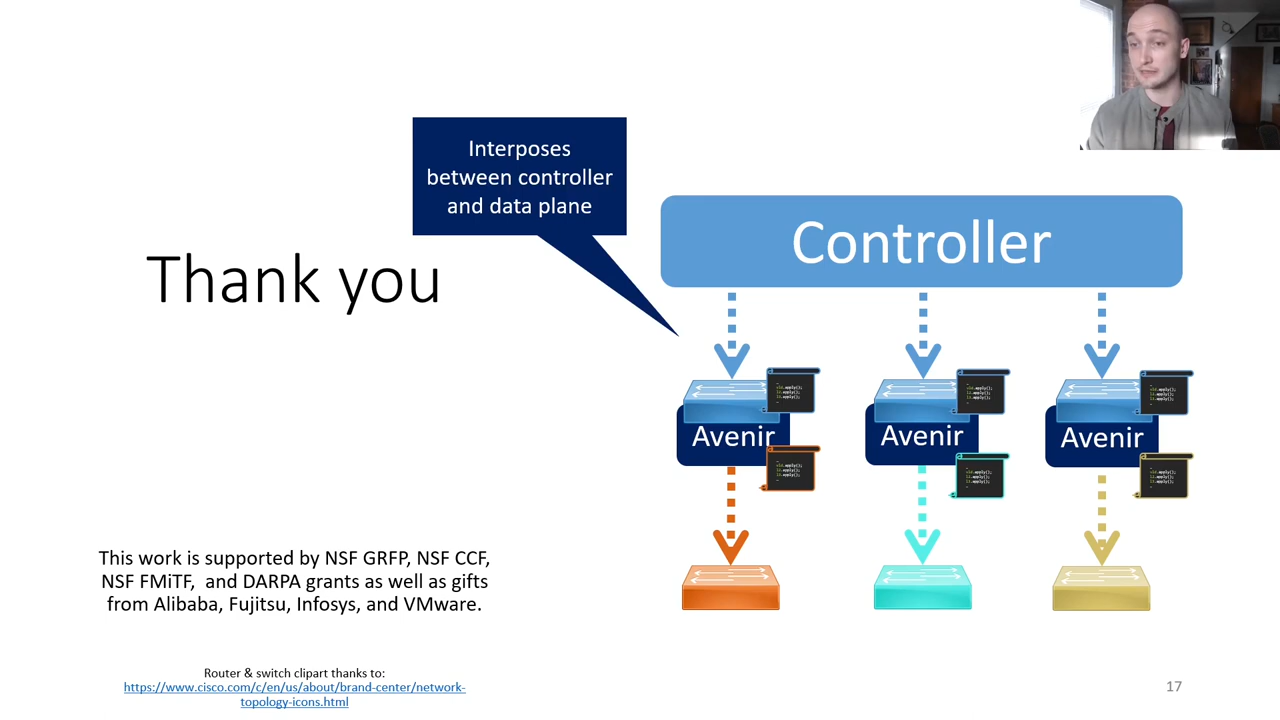 Interposes
between controller
and data plane
Controller
Thank you
Avenir
Avenir
Avenir
This work is supported by NSF GRFP, NSF CCF,
NSF FMiTF, and DARPA grants as well as gifts
from Alibaba, Fujitsu, Infosys, and VMware.
Router & switch clipart thanks to:
https://www.cisco.com/c/en/us/about/brand-center/network-
topology-icons.html
17